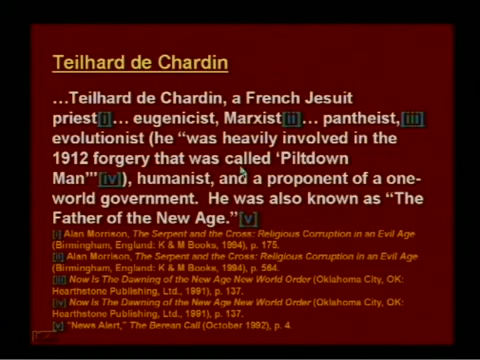 Teilhard de Chardin
…Teilhard de Chardin, a French Jesuit
priest[i]… eugenicist, Marxist[ii]… pantheist,[iii]
evolutionist (he “was heavily involved in the
1912 forgery that was called ‘Piltdown
Man’”[iv]), humanist, and a proponent of a one-
world government.  He was also known as “The
Father of the New Age.”[v]
[i] Alan Morrison, The Serpent and the Cross: Religious Corruption in an Evil Age
(Birmingham, England: K & M Books, 1994), p. 175.
[ii] Alan Morrison, The Serpent and the Cross: Religious Corruption in an Evil Age
(Birmingham, England: K & M Books, 1994), p. 564.
[iii] Now Is The Dawning of the New Age New World Order (Oklahoma City, OK:
Hearthstone Publishing, Ltd., 1991), p. 137.
[iv] Now Is The Dawning of the New Age New World Order (Oklahoma City, OK:
Hearthstone Publishing, Ltd., 1991), p. 137.
[v] “News Alert,” The Berean Call (October 1992), p. 4.